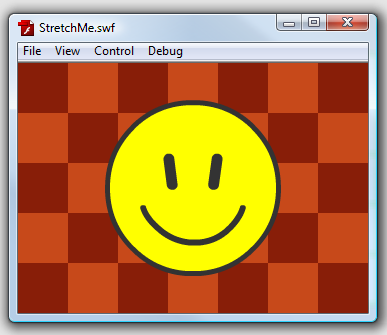 StretchMe.swf
File View Control Debug